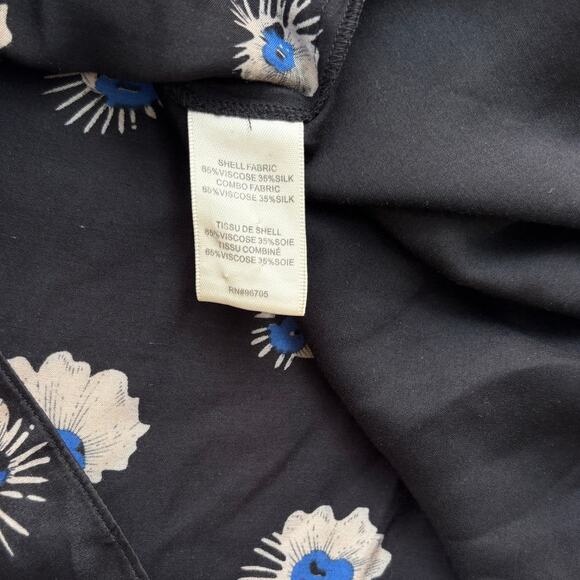 SHELL FABRIC
65%VISCOSE 35%SILK
COMBO FABRIC
65%VISCOSE 35%SILK
TISSU DE SHELL
65%VISCOSE 35%SOIE
TISSU COMBINÉ
65%VISCOSE 35%SOIE
RN#96705